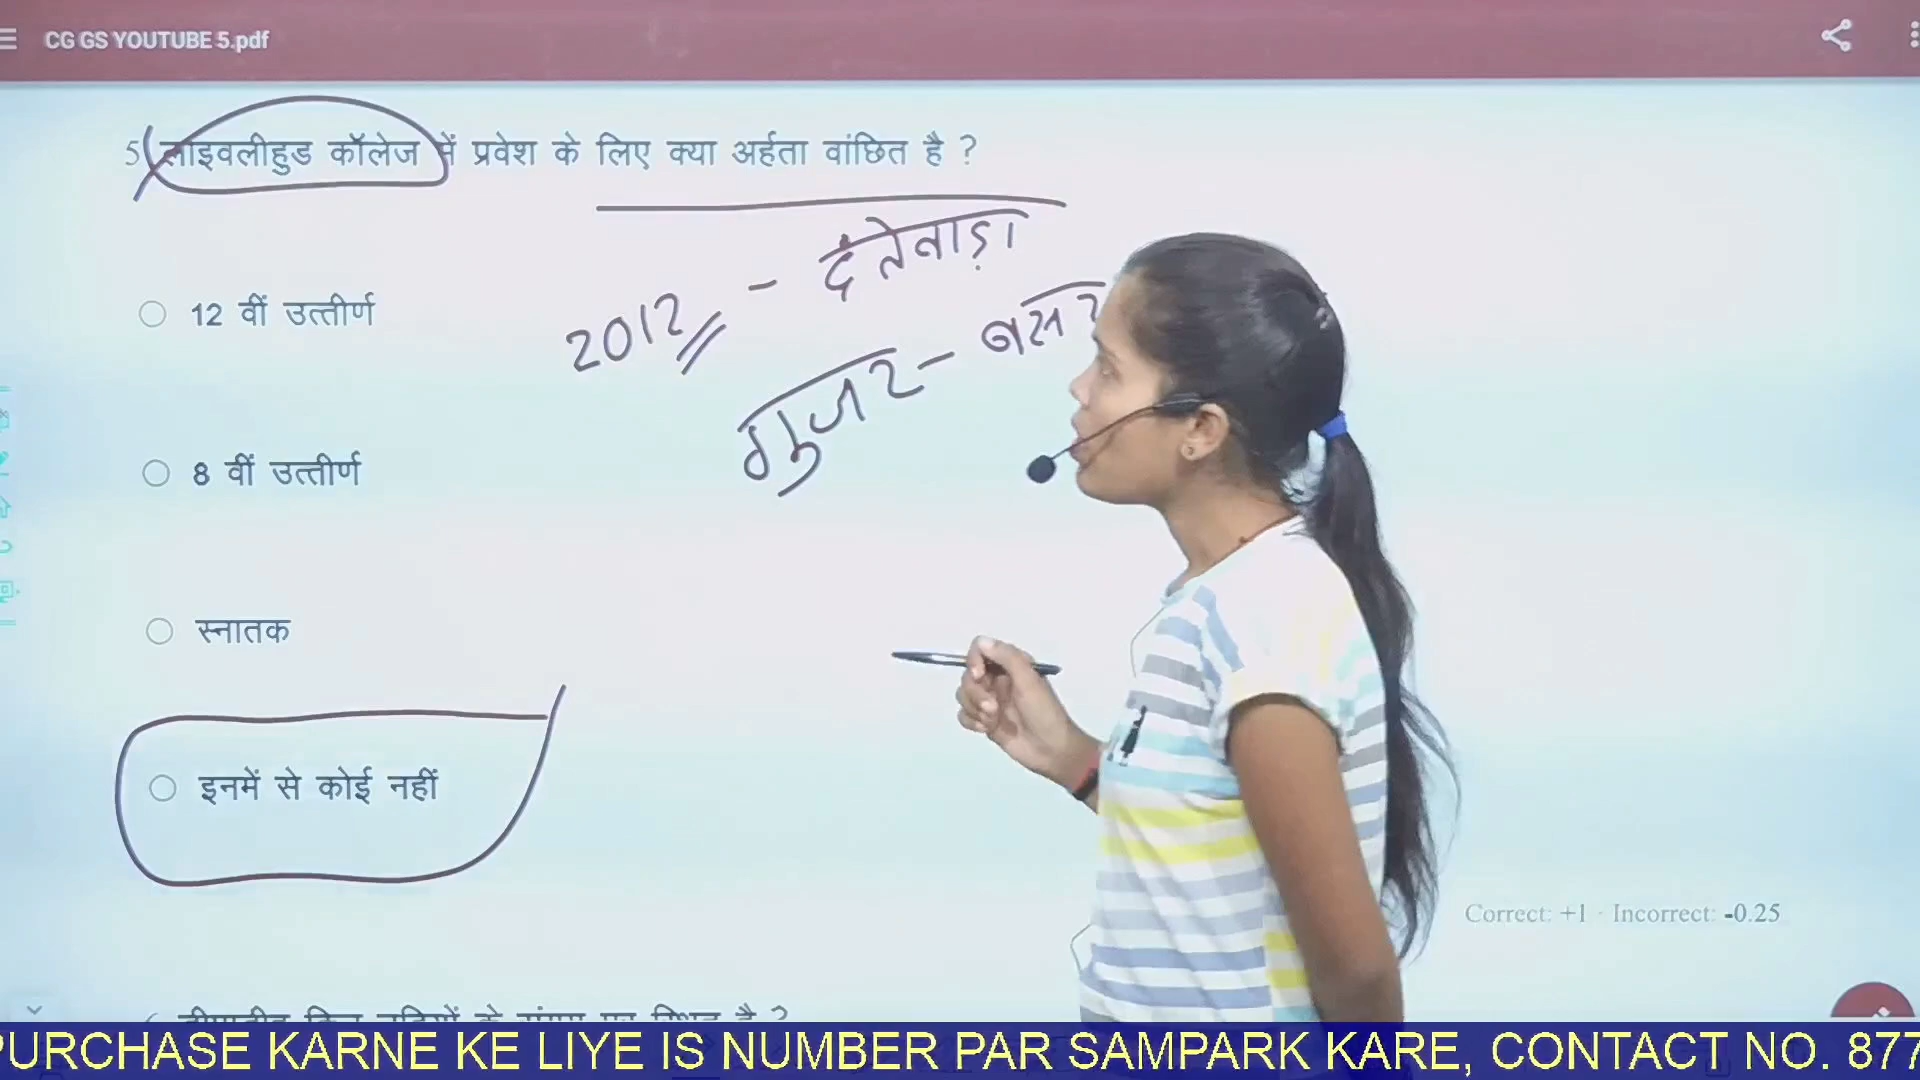 CG GS YOUTUBE 5.pdf
5 लाइवलीहुड कॉलेज में प्रवेश के लिए क्या अर्हता वांछित है ?
2012 - दंतेवाड़ा
12 वीं उत्तीर्ण
गुजर -
8 वीं उत्तीर्ण
स्नातक
इनमें से कोई नहीं
Correct: +1 · Incorrect: -0.25
PURCHASE KARNE KE LIYE IS NUMBER PAR SAMPARK KARE, CONTACT NO. 877